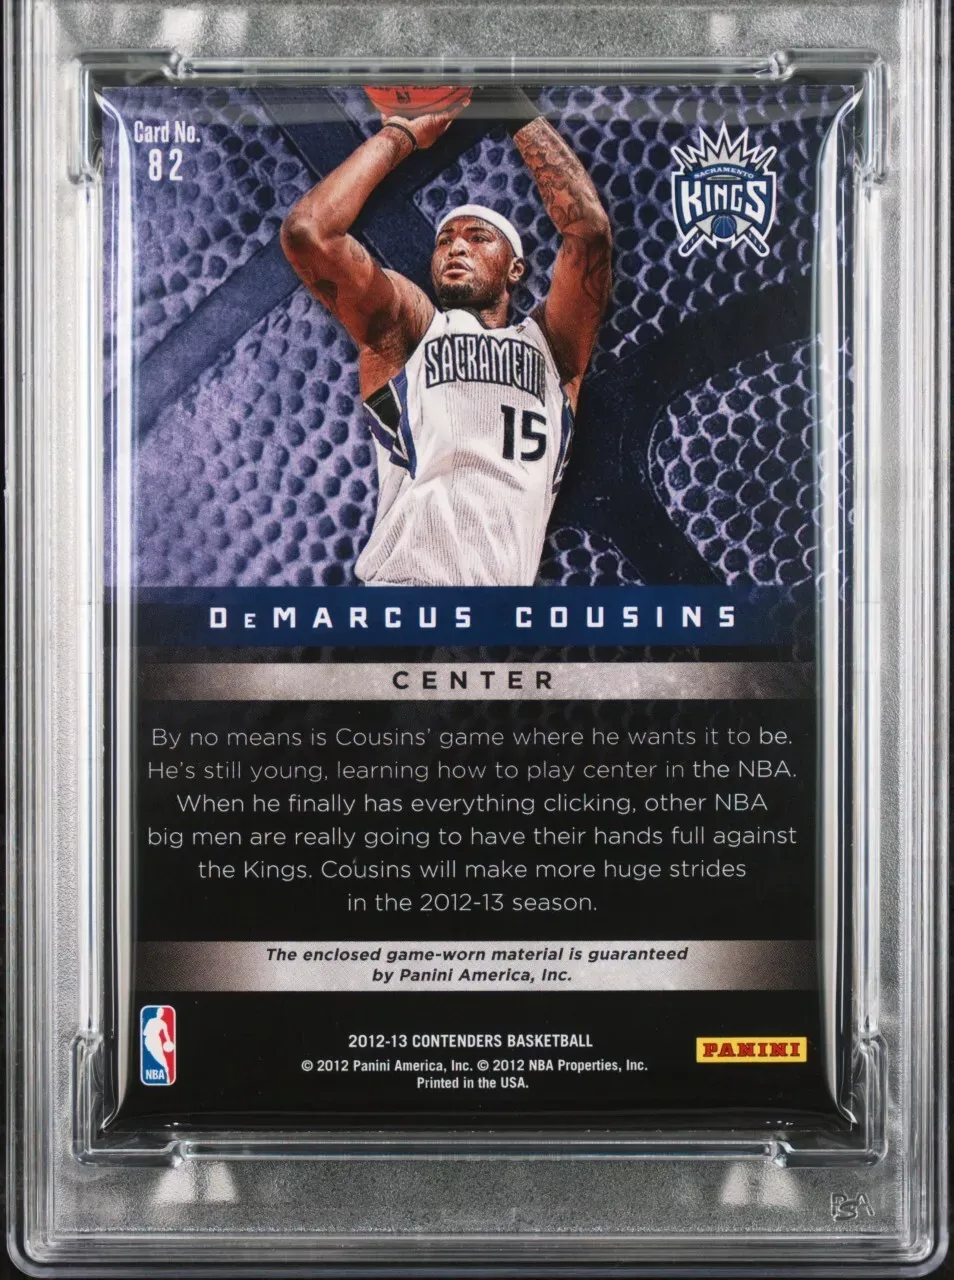 Card No.
82
SACRAMENTO
KINGS
SACRAMENTO
15
DeMARCUS COUSINS
CENTER
By no means is Cousins’ game where he wants it to be.
He’s still young, learning how to play center in the NBA.
When he finally has everything clicking, other NBA
big men are really going to have their hands full against
the Kings. Cousins will make more huge strides
in the 2012-13 season.
The enclosed game-worn material is guaranteed
by Panini America, Inc.
2012-13 CONTENDERS BASKETBALL
© 2012 Panini America, Inc. © 2012 NBA Properties, Inc.
Printed in the USA.
NBA
PANINI
PSA